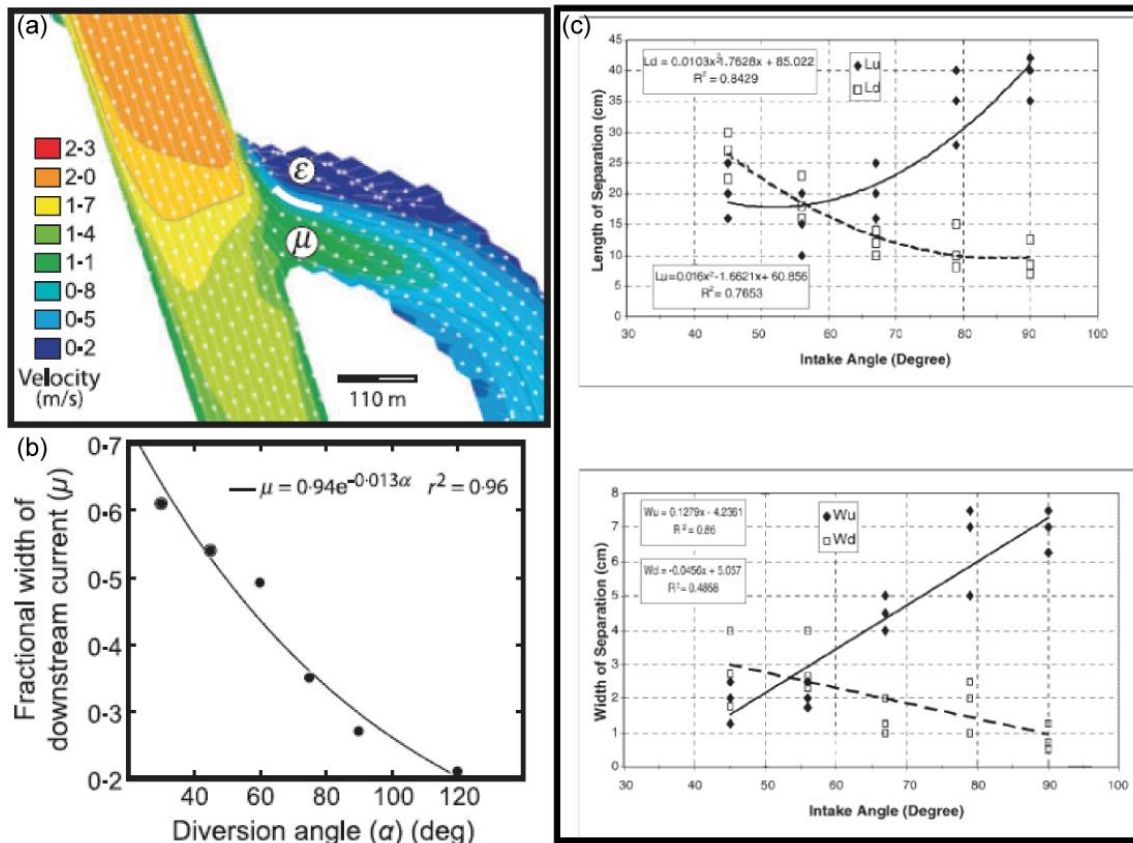 (a)
ε
μ
2·3
2·0
1·7
1·4
1·1
0·8
0·5
0·2
Velocity
(m/s)
110 m
(b)
0·7
0·6
0·5
0·4
0·3
0·2
Fractional width of
downstream current (μ)
μ = 0·94e^-0·013α r² = 0·96
20 40 60 80 100 120
Diversion angle (α) (deg)
(c)
45
40
35
30
25
20
15
10
5
0
Length of Separation (cm)
Ld = 0.0103x²-1.7628x + 85.022
R² = 0.8429
Lu
Ld
Lu=0.016x²-1.6621x+ 60.856
R² = 0.7653
30 40 50 60 70 80 90 100
Intake Angle (Degree)
8
7
6
5
4
3
2
1
0
Width of Separation (cm)
Wu = 0.1279x - 4.2361
R² = 0.86
Wu
Wd
Wd = -0.0456x + 5.057
R² = 0.4868
30 40 50 60 70 80 90 100
Intake Angle (Degree)